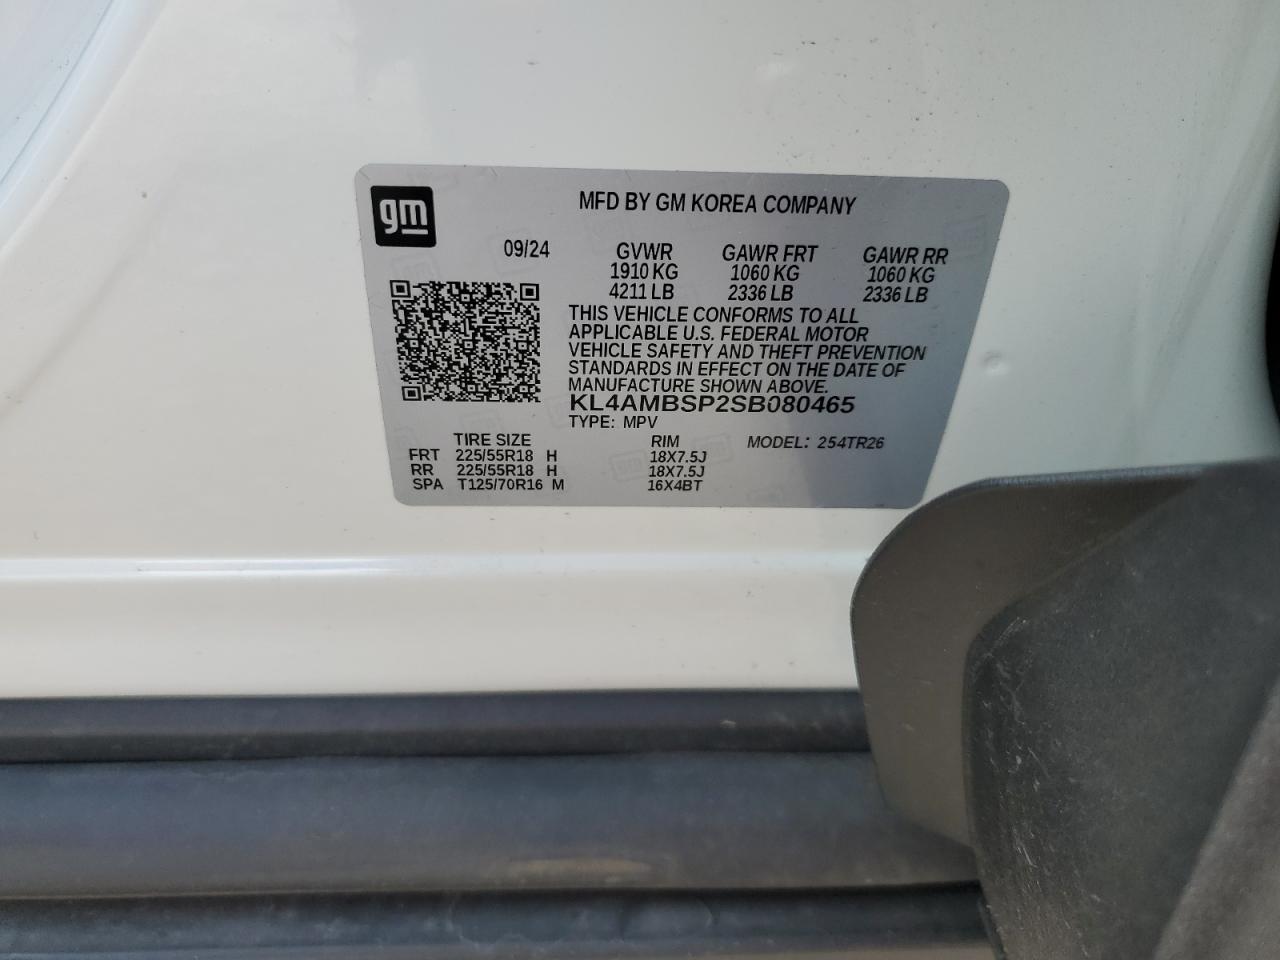 gm
MFD BY GM KOREA COMPANY
09/24 GVWR GAWR FRT GAWR RR
1910 KG 1060 KG 1060 KG
4211 LB 2336 LB 2336 LB
THIS VEHICLE CONFORMS TO ALL
APPLICABLE U.S. FEDERAL MOTOR
VEHICLE SAFETY AND THEFT PREVENTION
STANDARDS IN EFFECT ON THE DATE OF
MANUFACTURE SHOWN ABOVE.
KL4AMBSP2SB080465
TYPE: MPV
TIRE SIZE RIM MODEL: 254TR26
FRT 225/55R18 H 18X7.5J
RR 225/55R18 H 18X7.5J
SPA T125/70R16 M 16X4BT